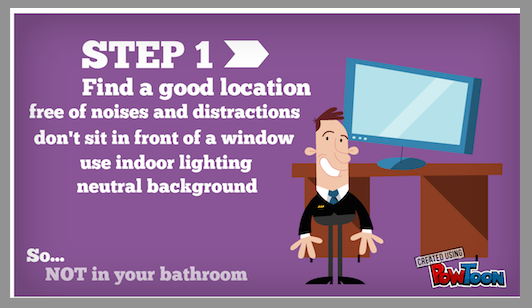 STEP 1
Find a good location
free of noises and distractions
don't sit in front of a window
use indoor lighting
neutral background
So...
NOT in your bathroom
CREATED USING
POWTOON